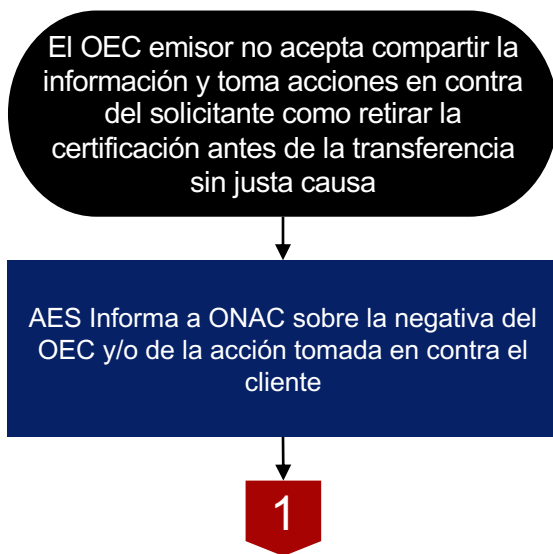 El OEC emisor no acepta compartir la
información y toma acciones en contra
del solicitante como retirar la
certificación antes de la transferencia
sin justa causa
AES Informa a ONAC sobre la negativa del
OEC y/o de la acción tomada en contra el
cliente
1